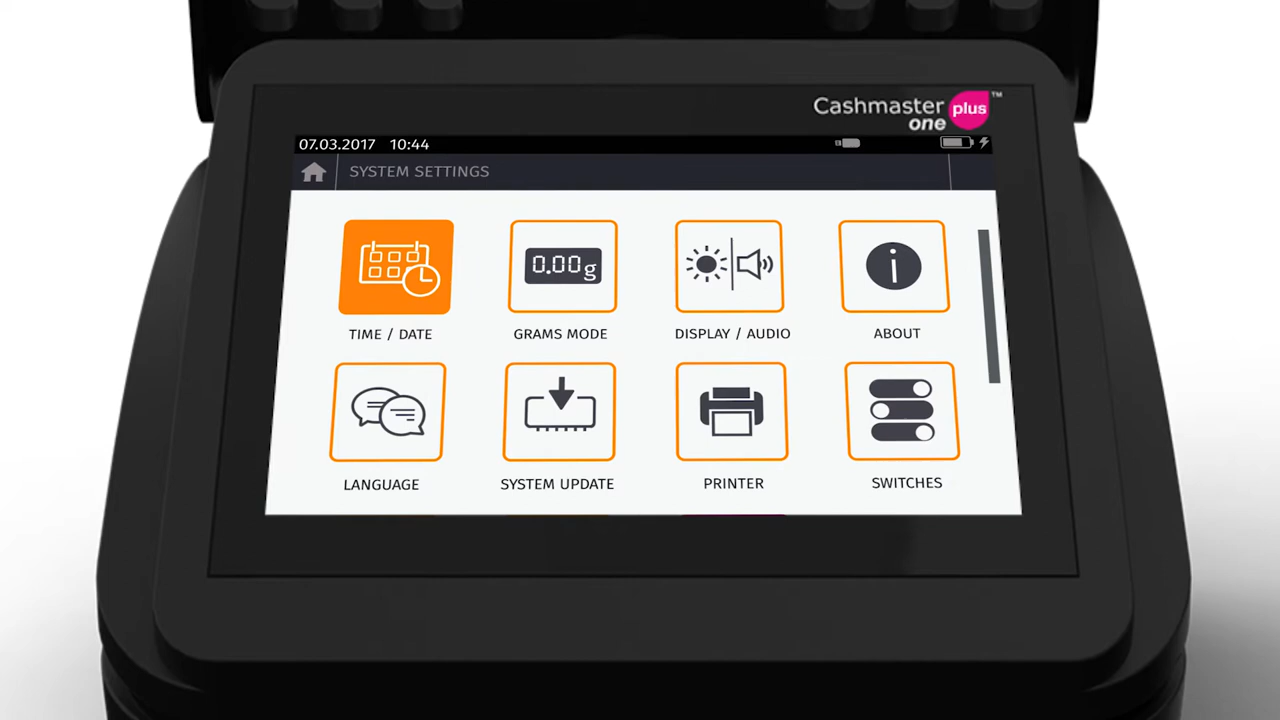 Cashmaster plus ™
one
07.03.2017 10:44
SYSTEM SETTINGS
0.00g
i
TIME / DATE
GRAMS MODE
DISPLAY / AUDIO
ABOUT
LANGUAGE
SYSTEM UPDATE
PRINTER
SWITCHES